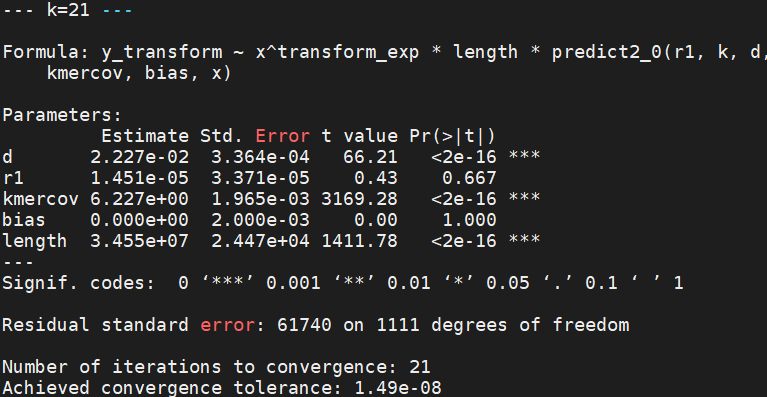 --- k=21 ---
Formula: y_transform ~ x^transform_exp * length * predict2_0(r1, k, d,
    kmercov, bias, x)
Parameters:
         Estimate Std. Error t value Pr(>|t|)
d       2.227e-02  3.364e-04   66.21   <2e-16 ***
r1      1.451e-05  3.371e-05    0.43    0.667
kmercov 6.227e+00  1.965e-03 3169.28   <2e-16 ***
bias    0.000e+00  2.000e-03    0.00    1.000
length  3.455e+07  2.447e+04 1411.78   <2e-16 ***
---
Signif. codes:  0 ‘***’ 0.001 ‘**’ 0.01 ‘*’ 0.05 ‘.’ 0.1 ‘ ’ 1
Residual standard error: 61740 on 1111 degrees of freedom
Number of iterations to convergence: 21
Achieved convergence tolerance: 1.49e-08